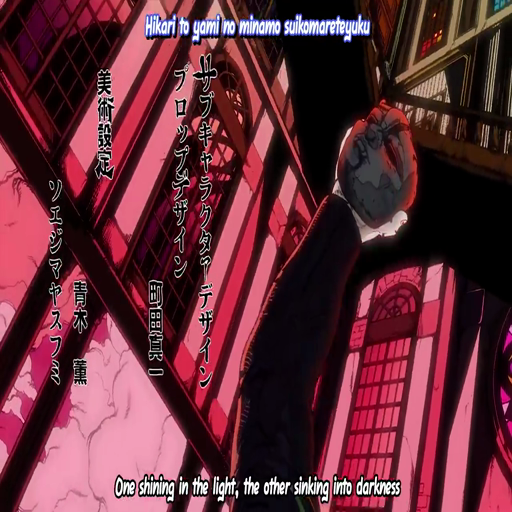 Hikari to yami no minamo suikomareteyuku
サブキャラクターデザイン
プロップデザイン
町田真一
美術設定
青木 薫
ソエジマヤスフミ
One shining in the light, the other sinking into darkness